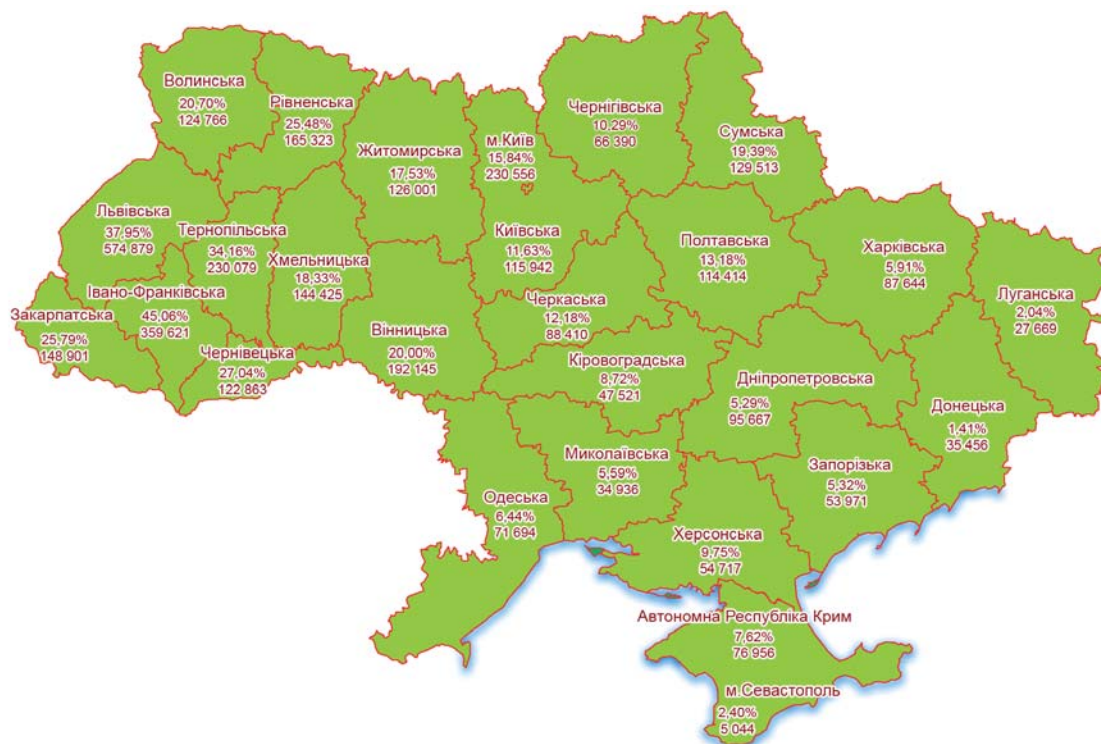 Волинська
20,70%
124 766
Рівненська
25,48%
165 323
Житомирська
17,53%
126 001
м.Київ
15,84%
230 556
Чернігівська
10,29%
66 390
Сумська
19,39%
129 513
Львівська
37,95%
574 879
Тернопільська
34,16%
230 079
Хмельницька
18,33%
144 425
Київська
11,63%
115 942
Полтавська
13,18%
114 414
Харківська
5,91%
87 644
Луганська
2,04%
27 669
Закарпатська
25,79%
148 901
Івано-Франківська
45,06%
359 621
Чернівецька
27,04%
122 863
Вінницька
20,00%
192 145
Черкаська
12,18%
88 410
Кіровоградська
8,72%
47 521
Дніпропетровська
5,29%
95 667
Донецька
1,41%
35 456
Одеська
6,44%
71 694
Миколаївська
5,59%
34 936
Запорізька
5,32%
53 971
Херсонська
9,75%
54 717
Автономна Республіка Крим
7,62%
76 956
м.Севастополь
2,40%
5 044